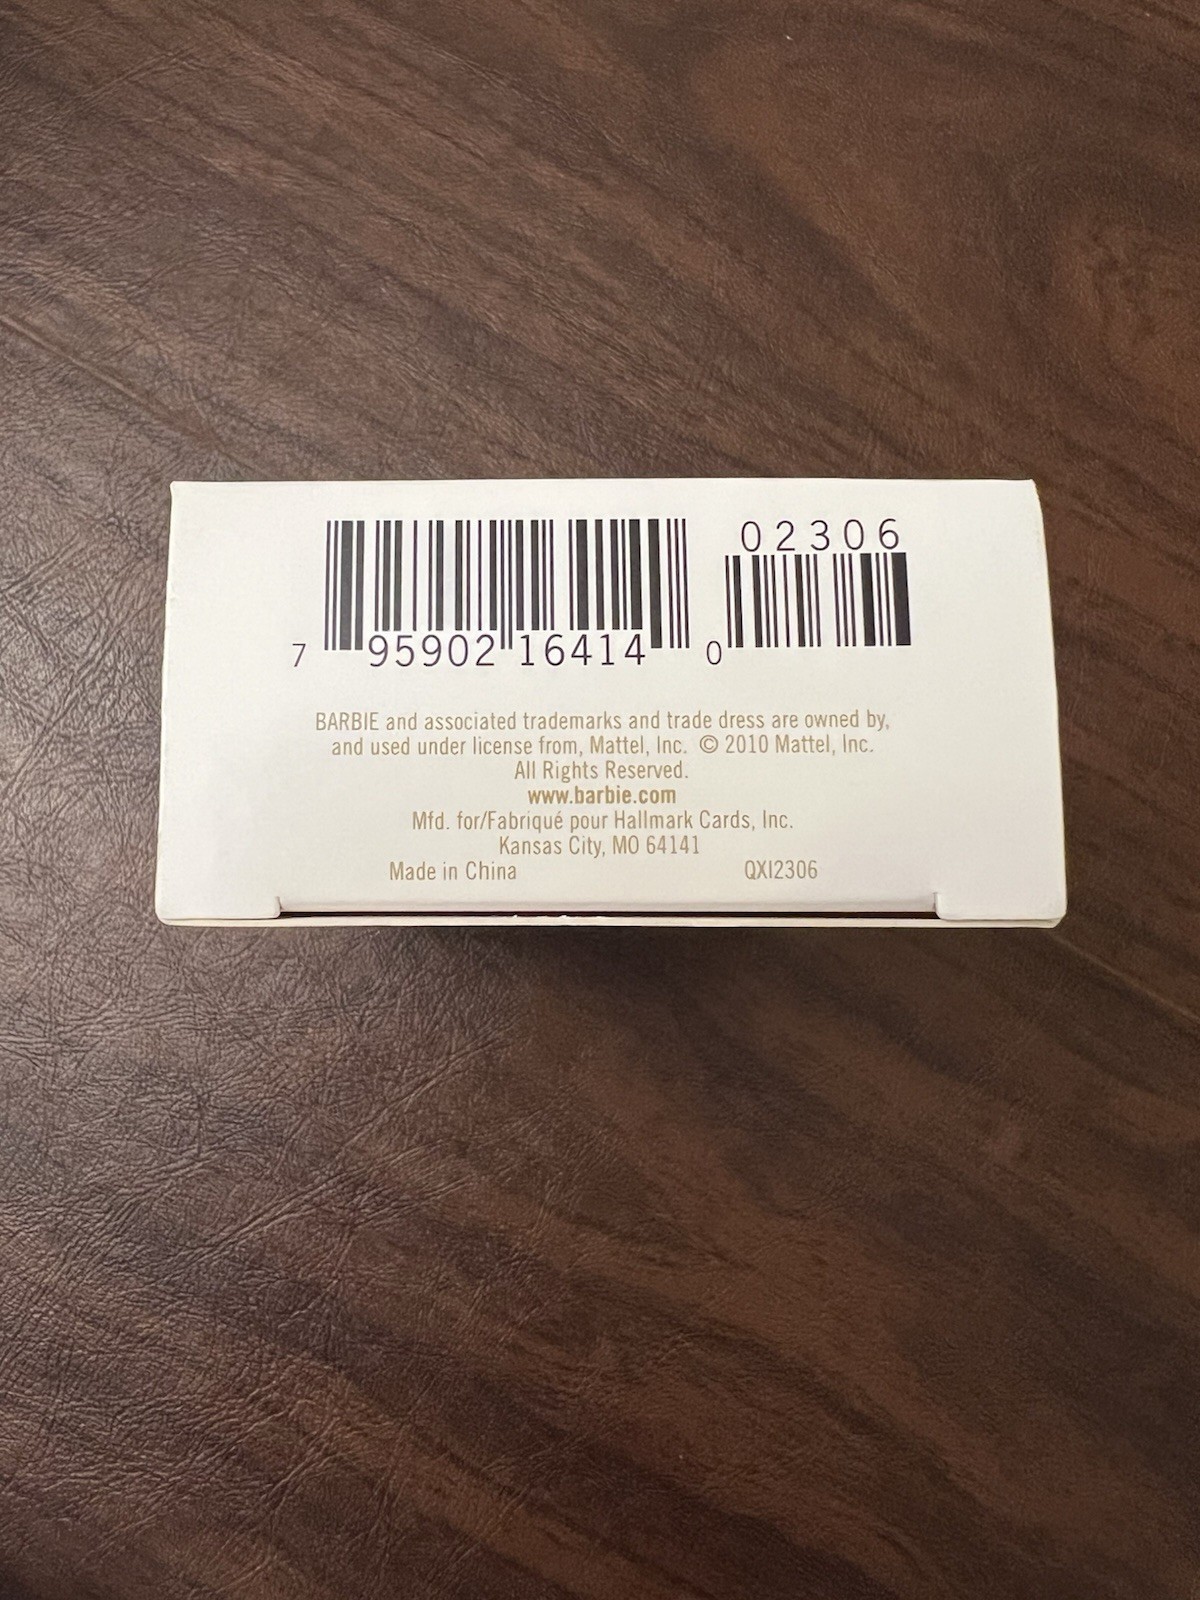 02306
7 95902 16414 0
BARBIE and associated trademarks and trade dress are owned by,
and used under license from, Mattel, Inc. © 2010 Mattel, Inc.
All Rights Reserved.
www.barbie.com
Mfd. for/Fabriqué pour Hallmark Cards, Inc.
Kansas City, MO 64141
Made in China QXI2306